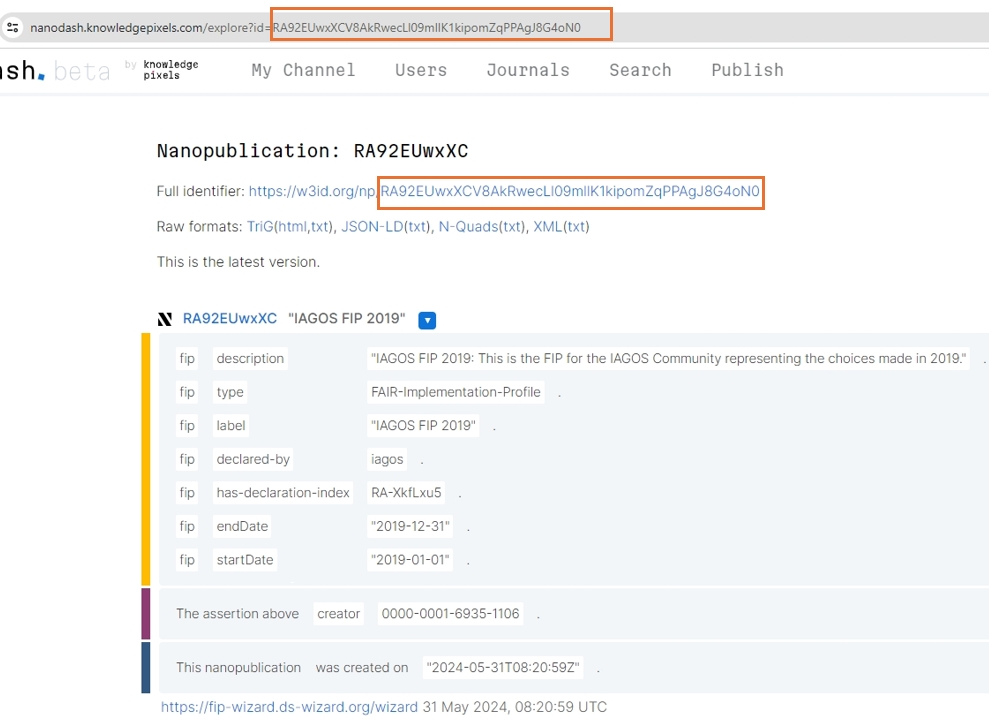 nanodash.knowledgepixels.com/explore?id=RA92EUwxXCV8AkRwecLl09mllK1kipomZqPPAgJ8G4oN0
ash. beta by knowledge pixels My Channel Users Journals Search Publish
Nanopublication: RA92EUwxXC
Full identifier: https://w3id.org/np/RA92EUwxXCV8AkRwecLl09mllK1kipomZqPPAgJ8G4oN0
Raw formats: TriG(html,txt), JSON-LD(txt), N-Quads(txt), XML(txt)
This is the latest version.
RA92EUwxXC "IAGOS FIP 2019"
fip description "IAGOS FIP 2019: This is the FIP for the IAGOS Community representing the choices made in 2019." .
fip type FAIR-Implementation-Profile .
fip label "IAGOS FIP 2019" .
fip declared-by iagos .
fip has-declaration-index RA-XkfLxu5 .
fip endDate "2019-12-31" .
fip startDate "2019-01-01" .
The assertion above creator 0000-0001-6935-1106 .
This nanopublication was created on "2024-05-31T08:20:59Z" .
https://fip-wizard.ds-wizard.org/wizard 31 May 2024, 08:20:59 UTC